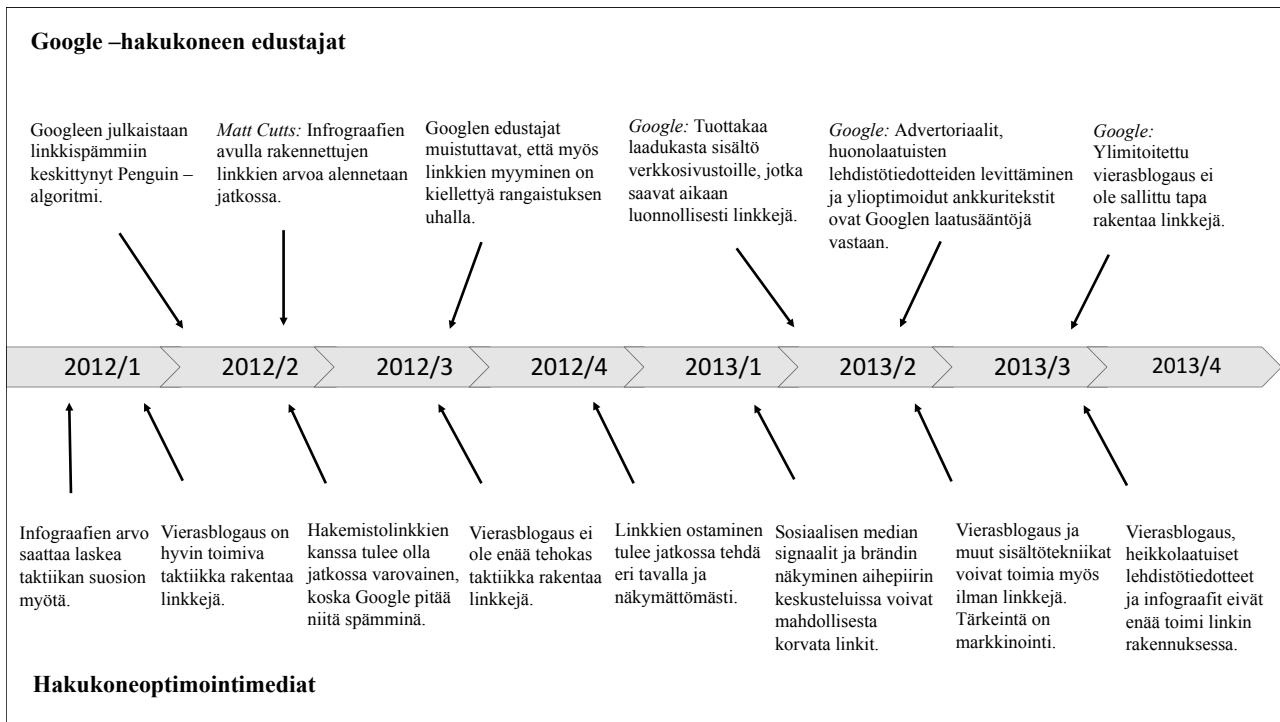 Google –hakukoneen edustajat
Googleen julkaistaan
linkkispämmiin
keskittynyt Penguin –
algoritmi.
Matt Cutts: Infrograafien
avulla rakennettujen
linkkien arvoa alennetaan
jatkossa.
Googlen edustajat
muistuttavat, että myös
linkkien myyminen on
kiellettyä rangaistuksen
uhalla.
Google: Tuottakaa
laadukasta sisältö
verkkosivustoille, jotka
saavat aikaan
luonnollisesti linkkejä.
Google: Advertoriaalit,
huonolaatuisten
lehdistötiedotteiden levittäminen
ja ylioptimoidut ankkuritekstit
ovat Googlen laatusääntöjä
vastaan.
Google:
Ylimitoitettu
vierasblogaus ei
ole sallittu tapa
rakentaa linkkejä.
2012/1
2012/2
2012/3
2012/4
2013/1
2013/2
2013/3
2013/4
Infograafien arvo
saattaa laskea
taktiikan suosion
myötä.
Vierasblogaus on
hyvin toimiva
taktiikka rakentaa
linkkejä.
Hakemistolinkkien
kanssa tulee olla
jatkossa varovainen,
koska Google pitää
niitä spämminä.
Vierasblogaus ei
ole enää tehokas
taktiikka rakentaa
linkkejä.
Linkkien ostaminen
tulee jatkossa tehdä
eri tavalla ja
näkymättömästi.
Sosiaalisen median
signaalit ja brändin
näkyminen aihepiirin
keskusteluissa voivat
mahdollisesta
korvata linkit.
Vierasblogaus ja
muut sisältötekniikat
voivat toimia myös
ilman linkkejä.
Tärkeintä on
markkinointi.
Vierasblogaus,
heikkolaatuiset
lehdistötiedotteet
ja infograafit eivät
enää toimi linkin
rakennuksessa.
Hakukoneoptimointimediat